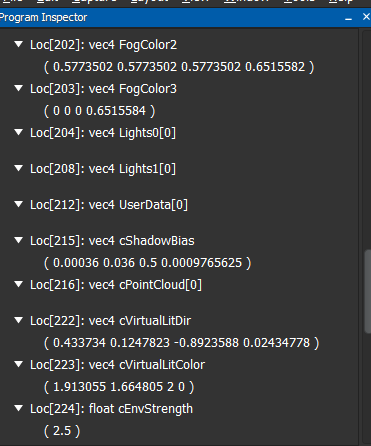 Program Inspector
Loc[202]: vec4 FogColor2
( 0.5773502 0.5773502 0.5773502 0.6515582 )
Loc[203]: vec4 FogColor3
( 0 0 0 0.6515584 )
Loc[204]: vec4 Lights0[0]
Loc[208]: vec4 Lights1[0]
Loc[212]: vec4 UserData[0]
Loc[215]: vec4 cShadowBias
( 0.00036 0.036 0.5 0.0009765625 )
Loc[216]: vec4 cPointCloud[0]
Loc[222]: vec4 cVirtualLitDir
( 0.433734 0.1247823 -0.8923588 0.02434778 )
Loc[223]: vec4 cVirtualLitColor
( 1.913055 1.664805 2 0 )
Loc[224]: float cEnvStrength
( 2.5 )